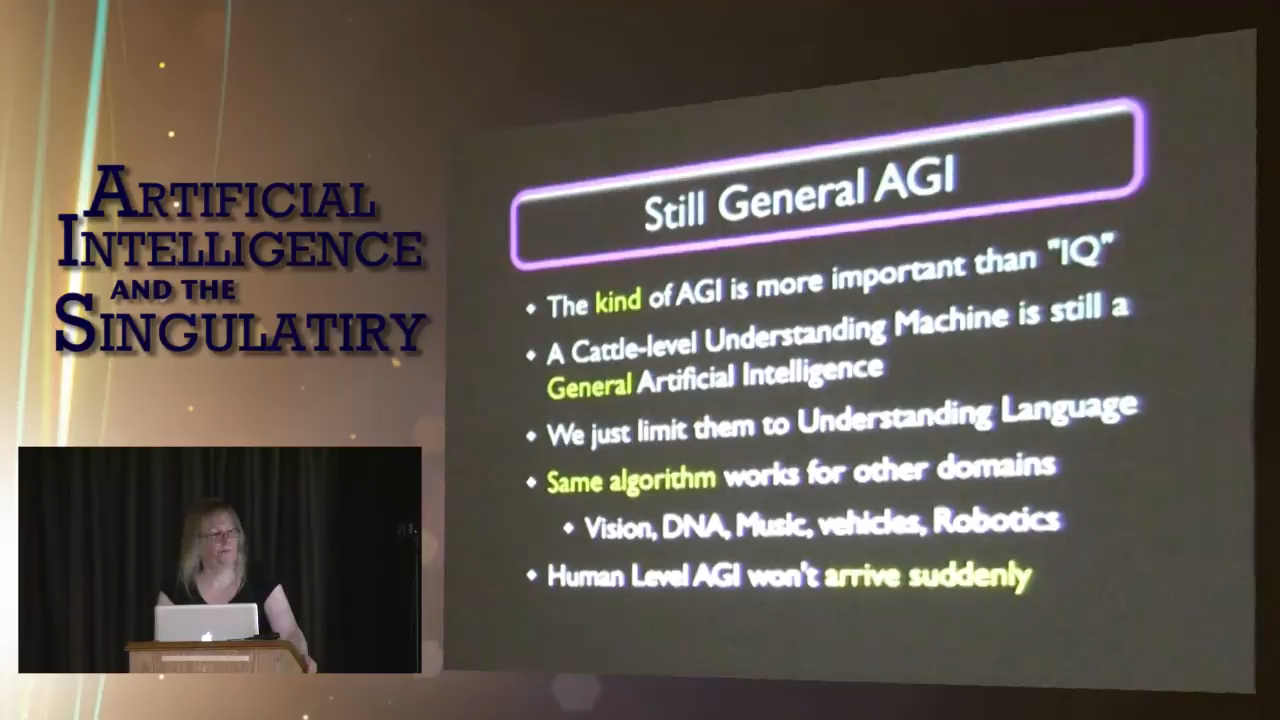 ARTIFICIAL
INTELLIGENCE
AND THE
SINGULATIRY
Still General AGI
• The kind of AGI is more important than "IQ"
• A Cattle-level Understanding Machine is still a
General Artificial Intelligence
• We just limit them to Understanding Language
• Same algorithm works for other domains
• Vision, DNA, Music, vehicles, Robotics
• Human Level AGI won't arrive suddenly